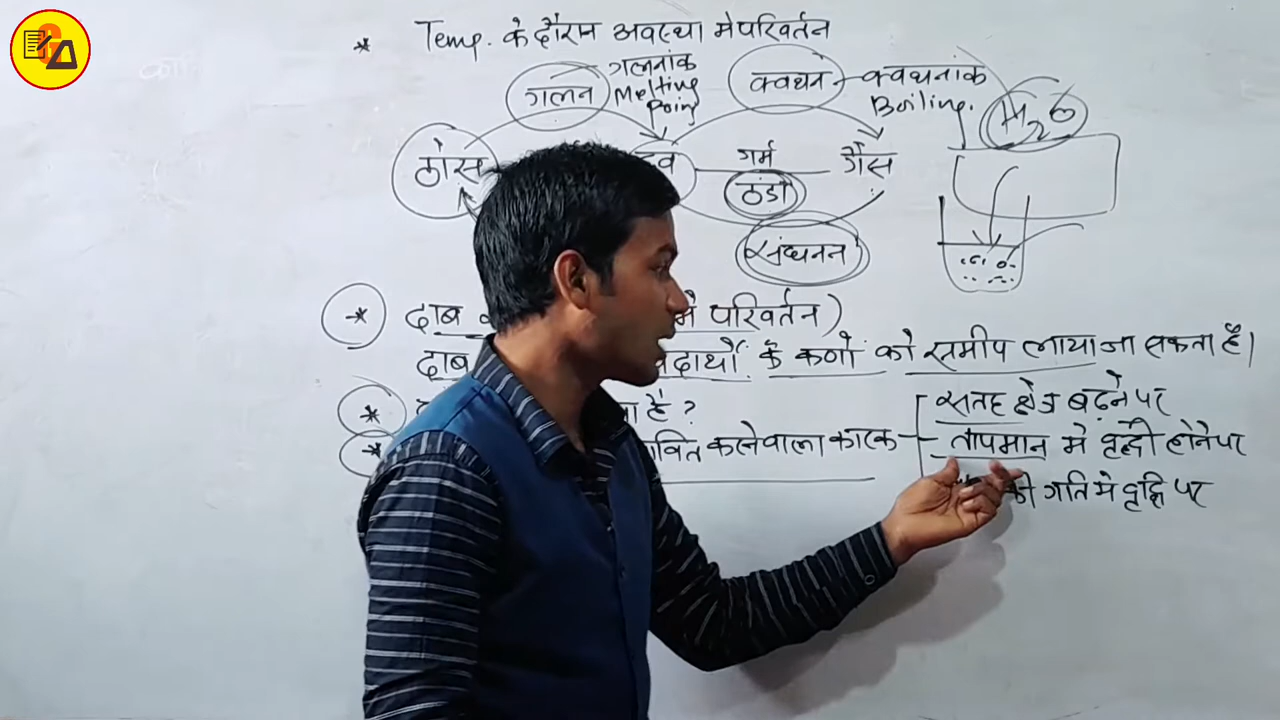 * Temp. के दौरान अवस्था मे परिवर्तन
गलनांक
Melting
Point
गलन
क्वथन
क्वथनांक
Boiling.
H2O
ठोस
द्रव
गर्म
ठंडा
गैस
संघनन
* दाब मे परिवर्तन)
दाब पदार्थों के कणो को समीप लाया जा सकता है।
* है ?
* करने वाला कारक
सतह क्षेत्र बढ़ने पर
तापमान मे वृद्धी होने पर
की गति मे वृद्धि पर